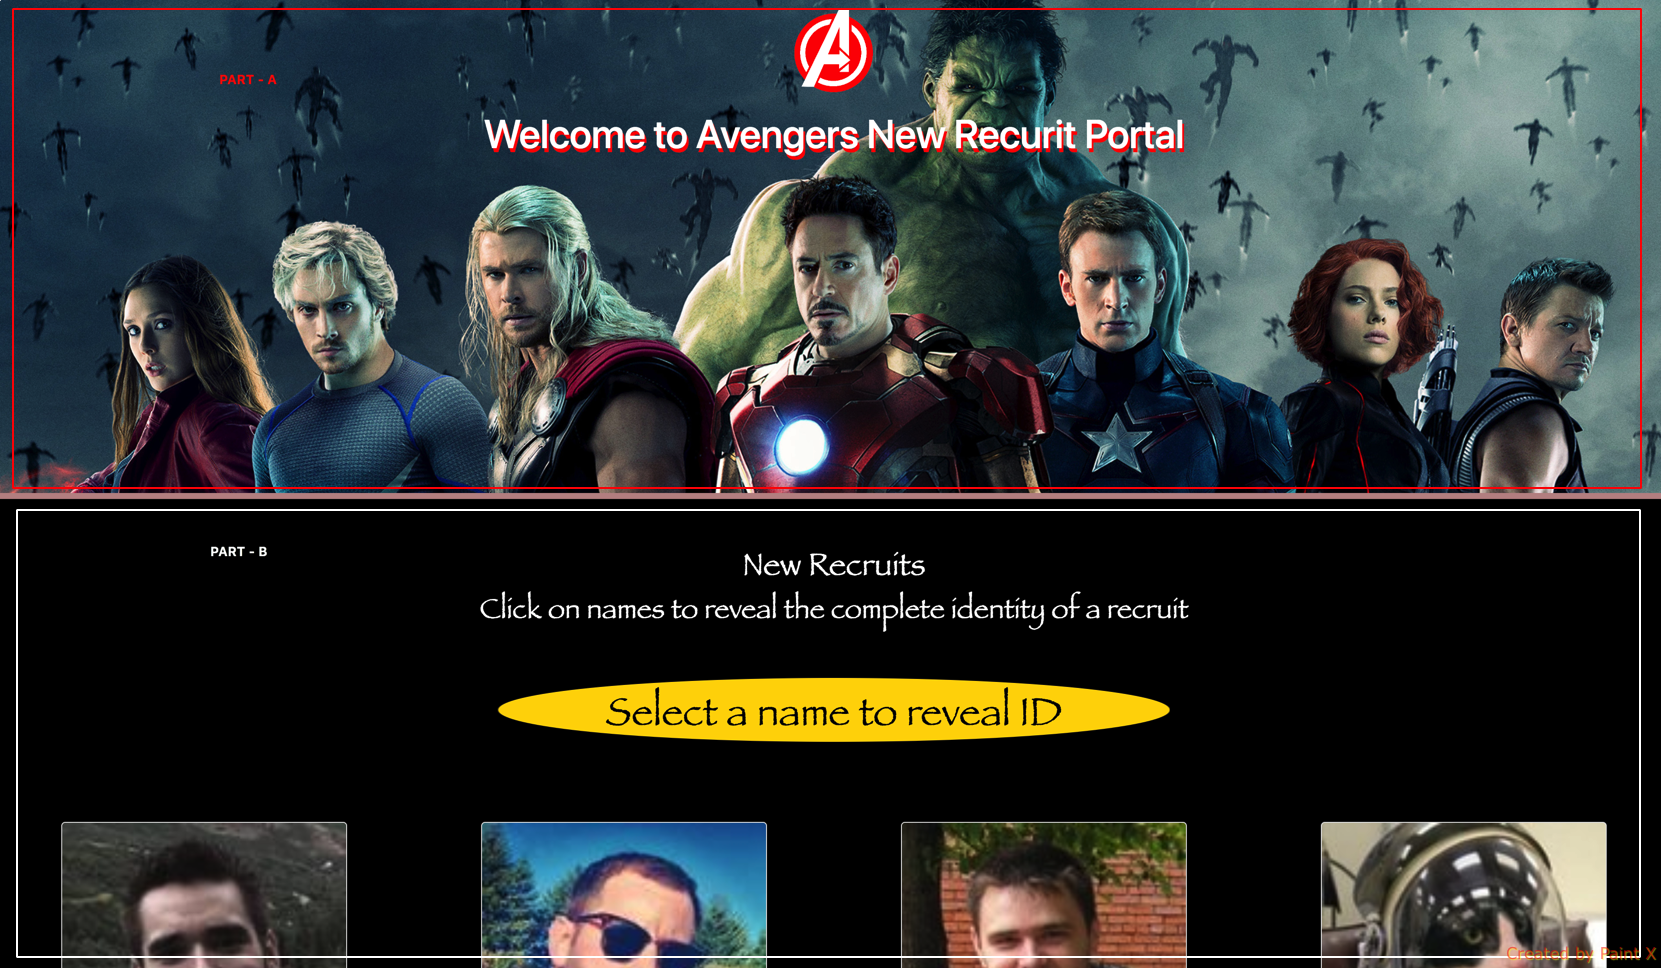 PART - A
Welcome to Avengers New Recurit Portal
PART - B
New Recruits
Click on names to reveal the complete identity of a recruit
Select a name to reveal ID
Created by Paint X